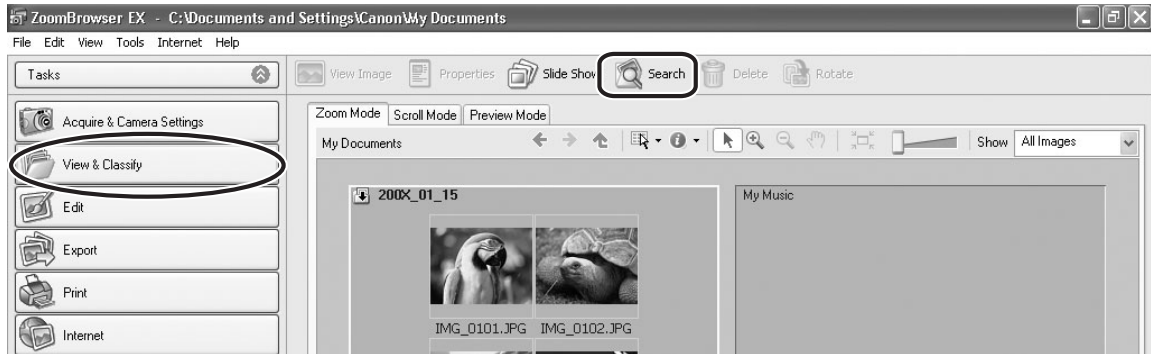 ZoomBrowser EX - C:\Documents and Settings\Canon\My Documents
File Edit View Tools Internet Help
Tasks
View Image Properties Slide Show Search Delete Rotate
Acquire & Camera Settings
View & Classify
Edit
Export
Print
Internet
Zoom Mode Scroll Mode Preview Mode
My Documents Show All Images
200X_01_15
My Music
IMG_0101.JPG IMG_0102.JPG